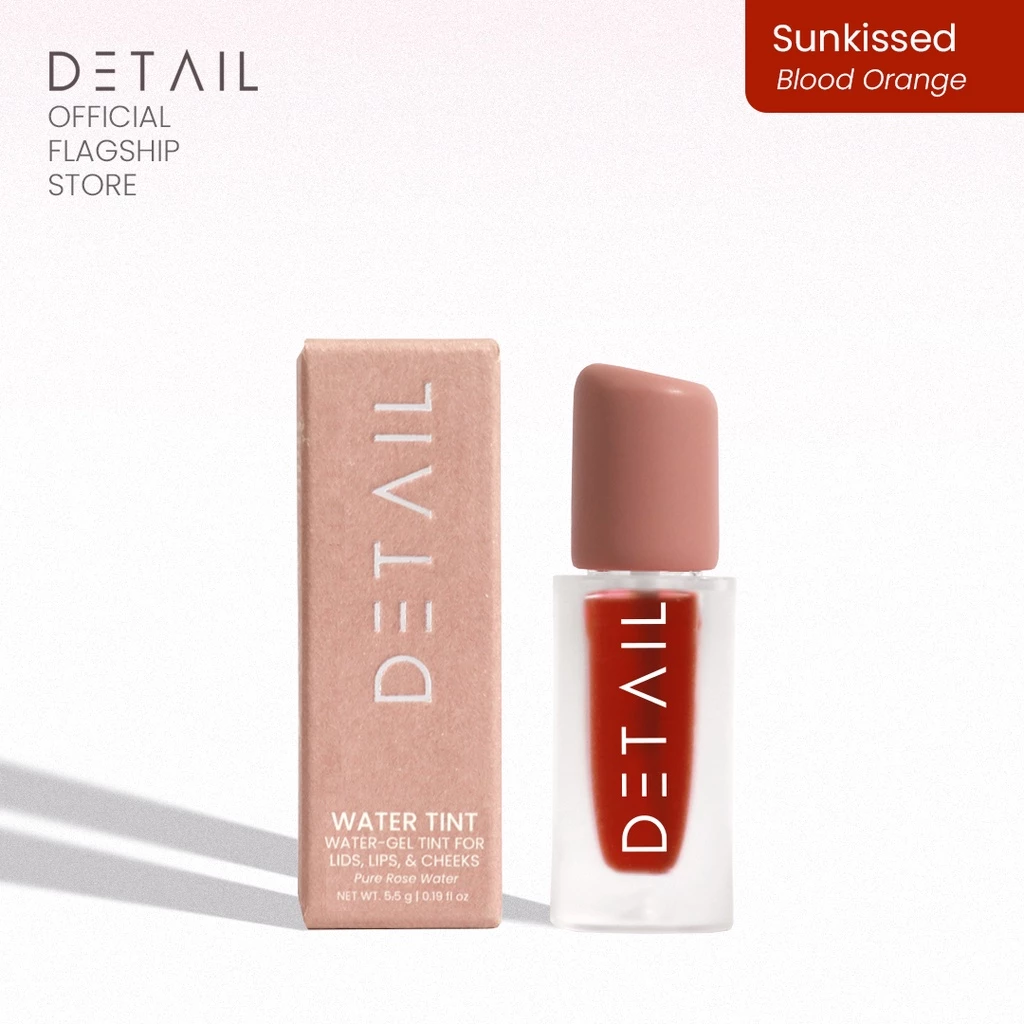 DETAIL
OFFICIAL
FLAGSHIP
STORE
Sunkissed
Blood Orange
DETAIL
WATER TINT
WATER-GEL TINT FOR
LIDS, LIPS, & CHEEKS
Pure Rose Water
NET WT. 5.5 g | 0.19 fl oz
DETAIL